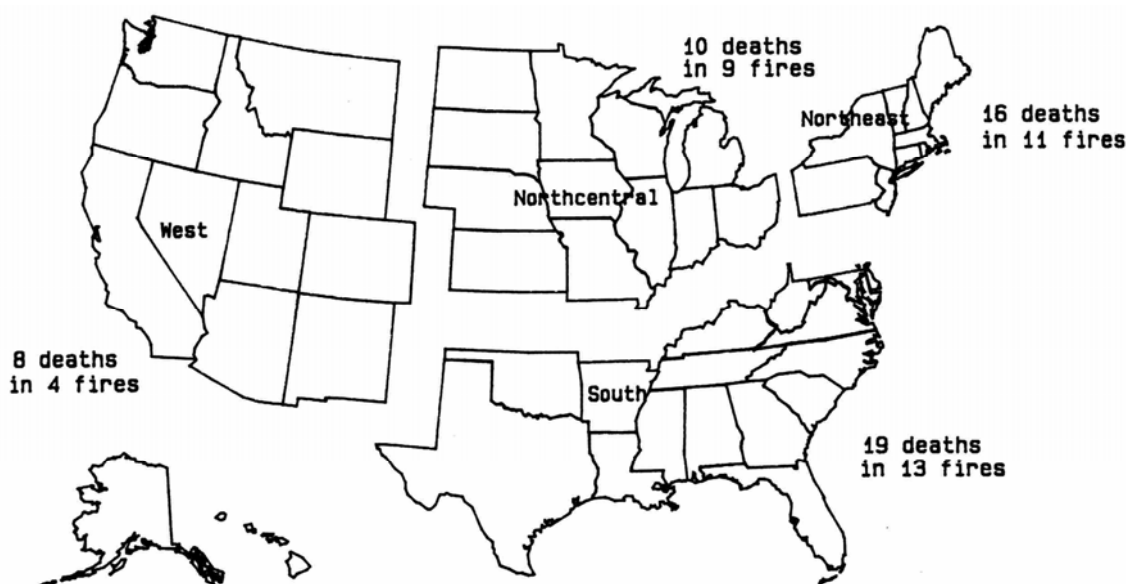 10 deaths
in 9 fires
Northeast
16 deaths
in 11 fires
Northcentral
West
8 deaths
in 4 fires
South
19 deaths
in 13 fires